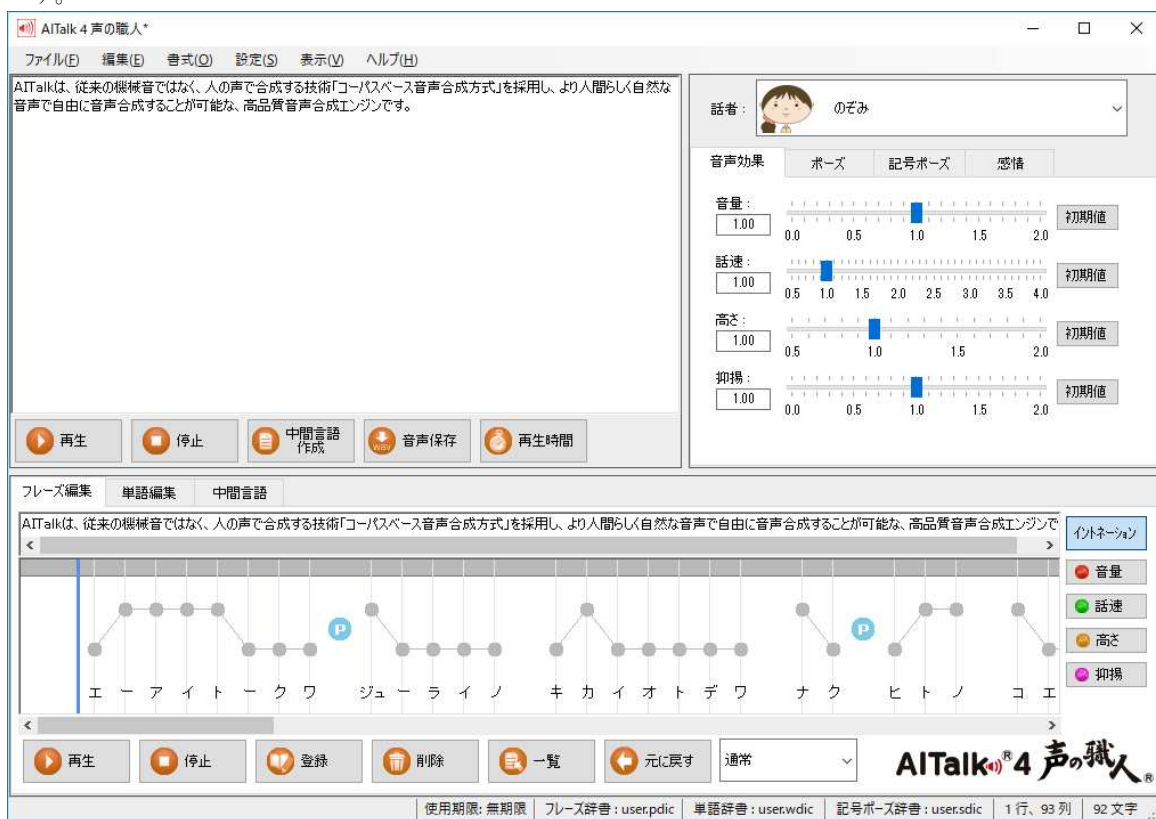 す。
AITalk 4 声の職人*
ファイル(F) 編集(E) 書式(O) 設定(S) 表示(V) ヘルプ(H)
AITalkは、従来の機械音ではなく、人の声で合成する技術「コーパスベース音声合成方式」を採用し、より人間らしく自然な
音声で自由に音声合成することが可能な、高品質音声合成エンジンです。
再生 停止 中間言語作成 音声保存 再生時間
話者: のぞみ
音声効果 ポーズ 記号ポーズ 感情
音量:
1.00 初期値
0.0 0.5 1.0 1.5 2.0
話速:
1.00 初期値
0.5 1.0 1.5 2.0 2.5 3.0 3.5 4.0
高さ:
1.00 初期値
0.5 1.0 1.5 2.0
抑揚:
1.00 初期値
0.0 0.5 1.0 1.5 2.0
フレーズ編集 単語編集 中間言語
AITalkは、従来の機械音ではなく、人の声で合成する技術「コーパスベース音声合成方式」を採用し、より人間らしく自然な音声で自由に音声合成することが可能な、高品質音声合成エンジンで
イントネーション
音量
話速
高さ
抑揚
P P
エ ー ア イ ト ー ク ワ ジュ ー ラ イ ノ キ カ イ オ ト デ ワ ナ ク ヒ ト ノ コ エ
再生 停止 登録 削除 一覧 元に戻す 通常
AITalk®4 声の職人®
使用期限: 無期限 フレーズ辞書 : user.pdic 単語辞書 : user.wdic 記号ポーズ辞書 : user.sdic 1 行、93 列 92 文字